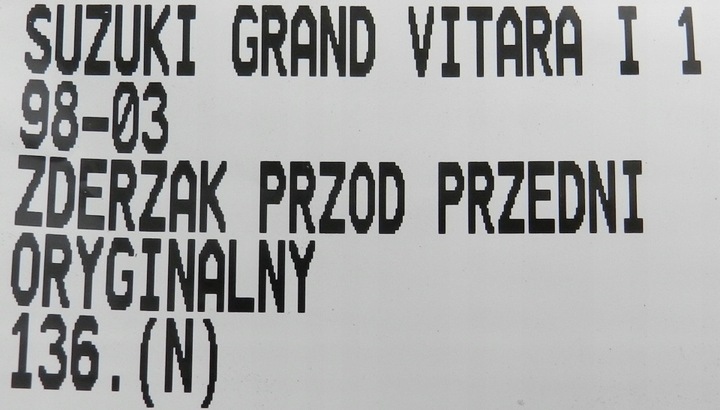 SUZUKI GRAND VITARA I 1
98-03
ZDERZAK PRZOD PRZEDNI
ORYGINALNY
136.(N)